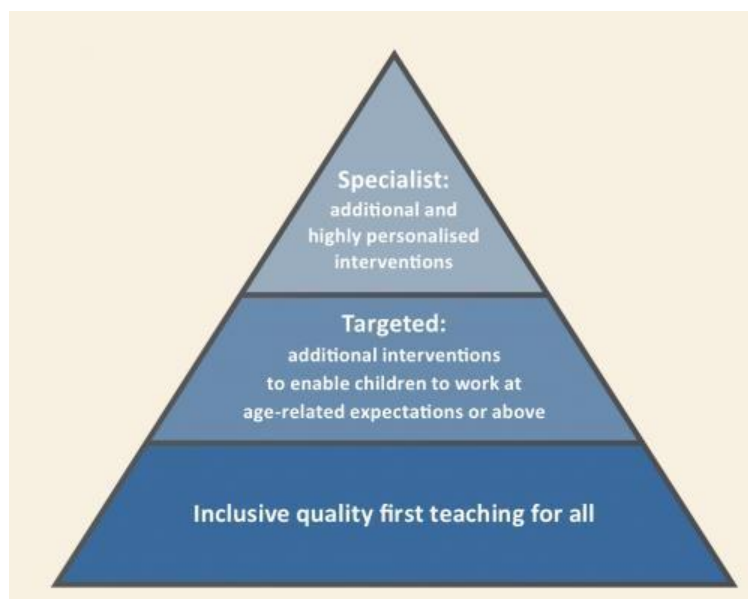 Specialist:
additional and
highly personalised
interventions
Targeted:
additional interventions
to enable children to work at
age-related expectations or above
Inclusive quality first teaching for all